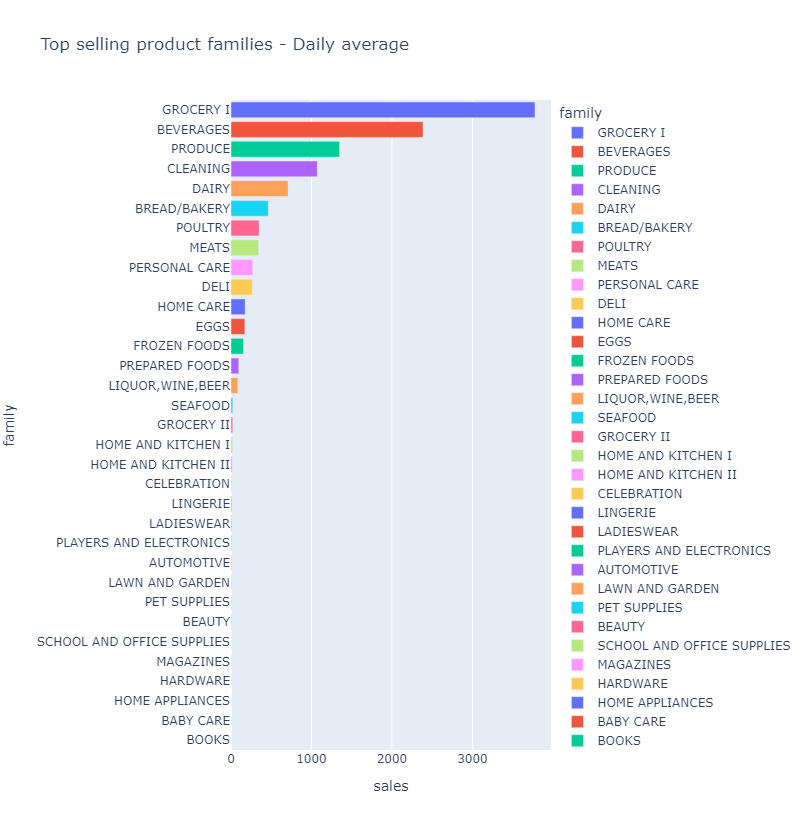 Top selling product families - Daily average
family
GROCERY I
BEVERAGES
PRODUCE
CLEANING
DAIRY
BREAD/BAKERY
POULTRY
MEATS
PERSONAL CARE
DELI
HOME CARE
EGGS
FROZEN FOODS
PREPARED FOODS
LIQUOR,WINE,BEER
SEAFOOD
GROCERY II
HOME AND KITCHEN I
HOME AND KITCHEN II
CELEBRATION
LINGERIE
LADIESWEAR
PLAYERS AND ELECTRONICS
AUTOMOTIVE
LAWN AND GARDEN
PET SUPPLIES
BEAUTY
SCHOOL AND OFFICE SUPPLIES
MAGAZINES
HARDWARE
HOME APPLIANCES
BABY CARE
BOOKS
0 1000 2000 3000
sales
family
GROCERY I
BEVERAGES
PRODUCE
CLEANING
DAIRY
BREAD/BAKERY
POULTRY
MEATS
PERSONAL CARE
DELI
HOME CARE
EGGS
FROZEN FOODS
PREPARED FOODS
LIQUOR,WINE,BEER
SEAFOOD
GROCERY II
HOME AND KITCHEN I
HOME AND KITCHEN II
CELEBRATION
LINGERIE
LADIESWEAR
PLAYERS AND ELECTRONICS
AUTOMOTIVE
LAWN AND GARDEN
PET SUPPLIES
BEAUTY
SCHOOL AND OFFICE SUPPLIES
MAGAZINES
HARDWARE
HOME APPLIANCES
BABY CARE
BOOKS